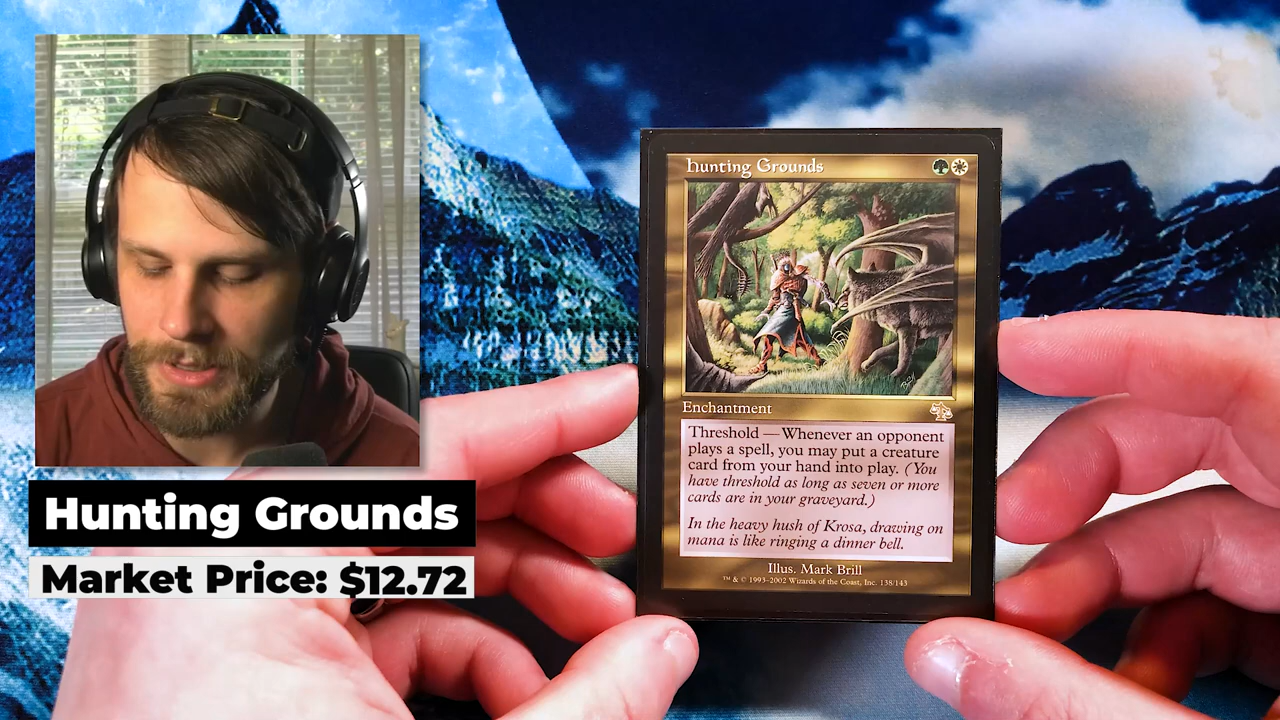 Hunting Grounds
Enchantment
Threshold — Whenever an opponent
plays a spell, you may put a creature
card from your hand into play. (You
have threshold as long as seven or more
cards are in your graveyard.)
In the heavy hush of Krosa, drawing on
mana is like ringing a dinner bell.
Illus. Mark Brill
™ & © 1993–2002 Wizards of the Coast, Inc. 138/143
Hunting Grounds
Market Price: $12.72